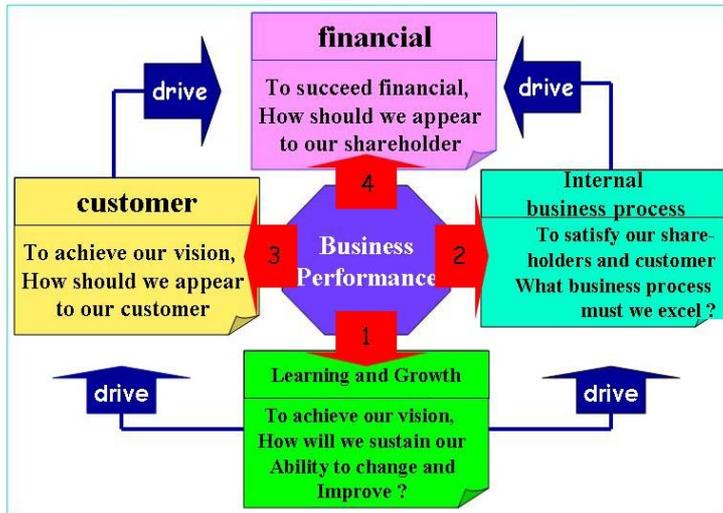 financial
To succeed financial,
How should we appear
to our shareholder
drive
drive
4
customer
To achieve our vision,
How should we appear
to our customer
3
Business
Performance
2
Internal
business process
To satisfy our share-
holders and customer
What business process
must we excel ?
1
Learning and Growth
To achieve our vision,
How will we sustain our
Ability to change and
Improve ?
drive
drive